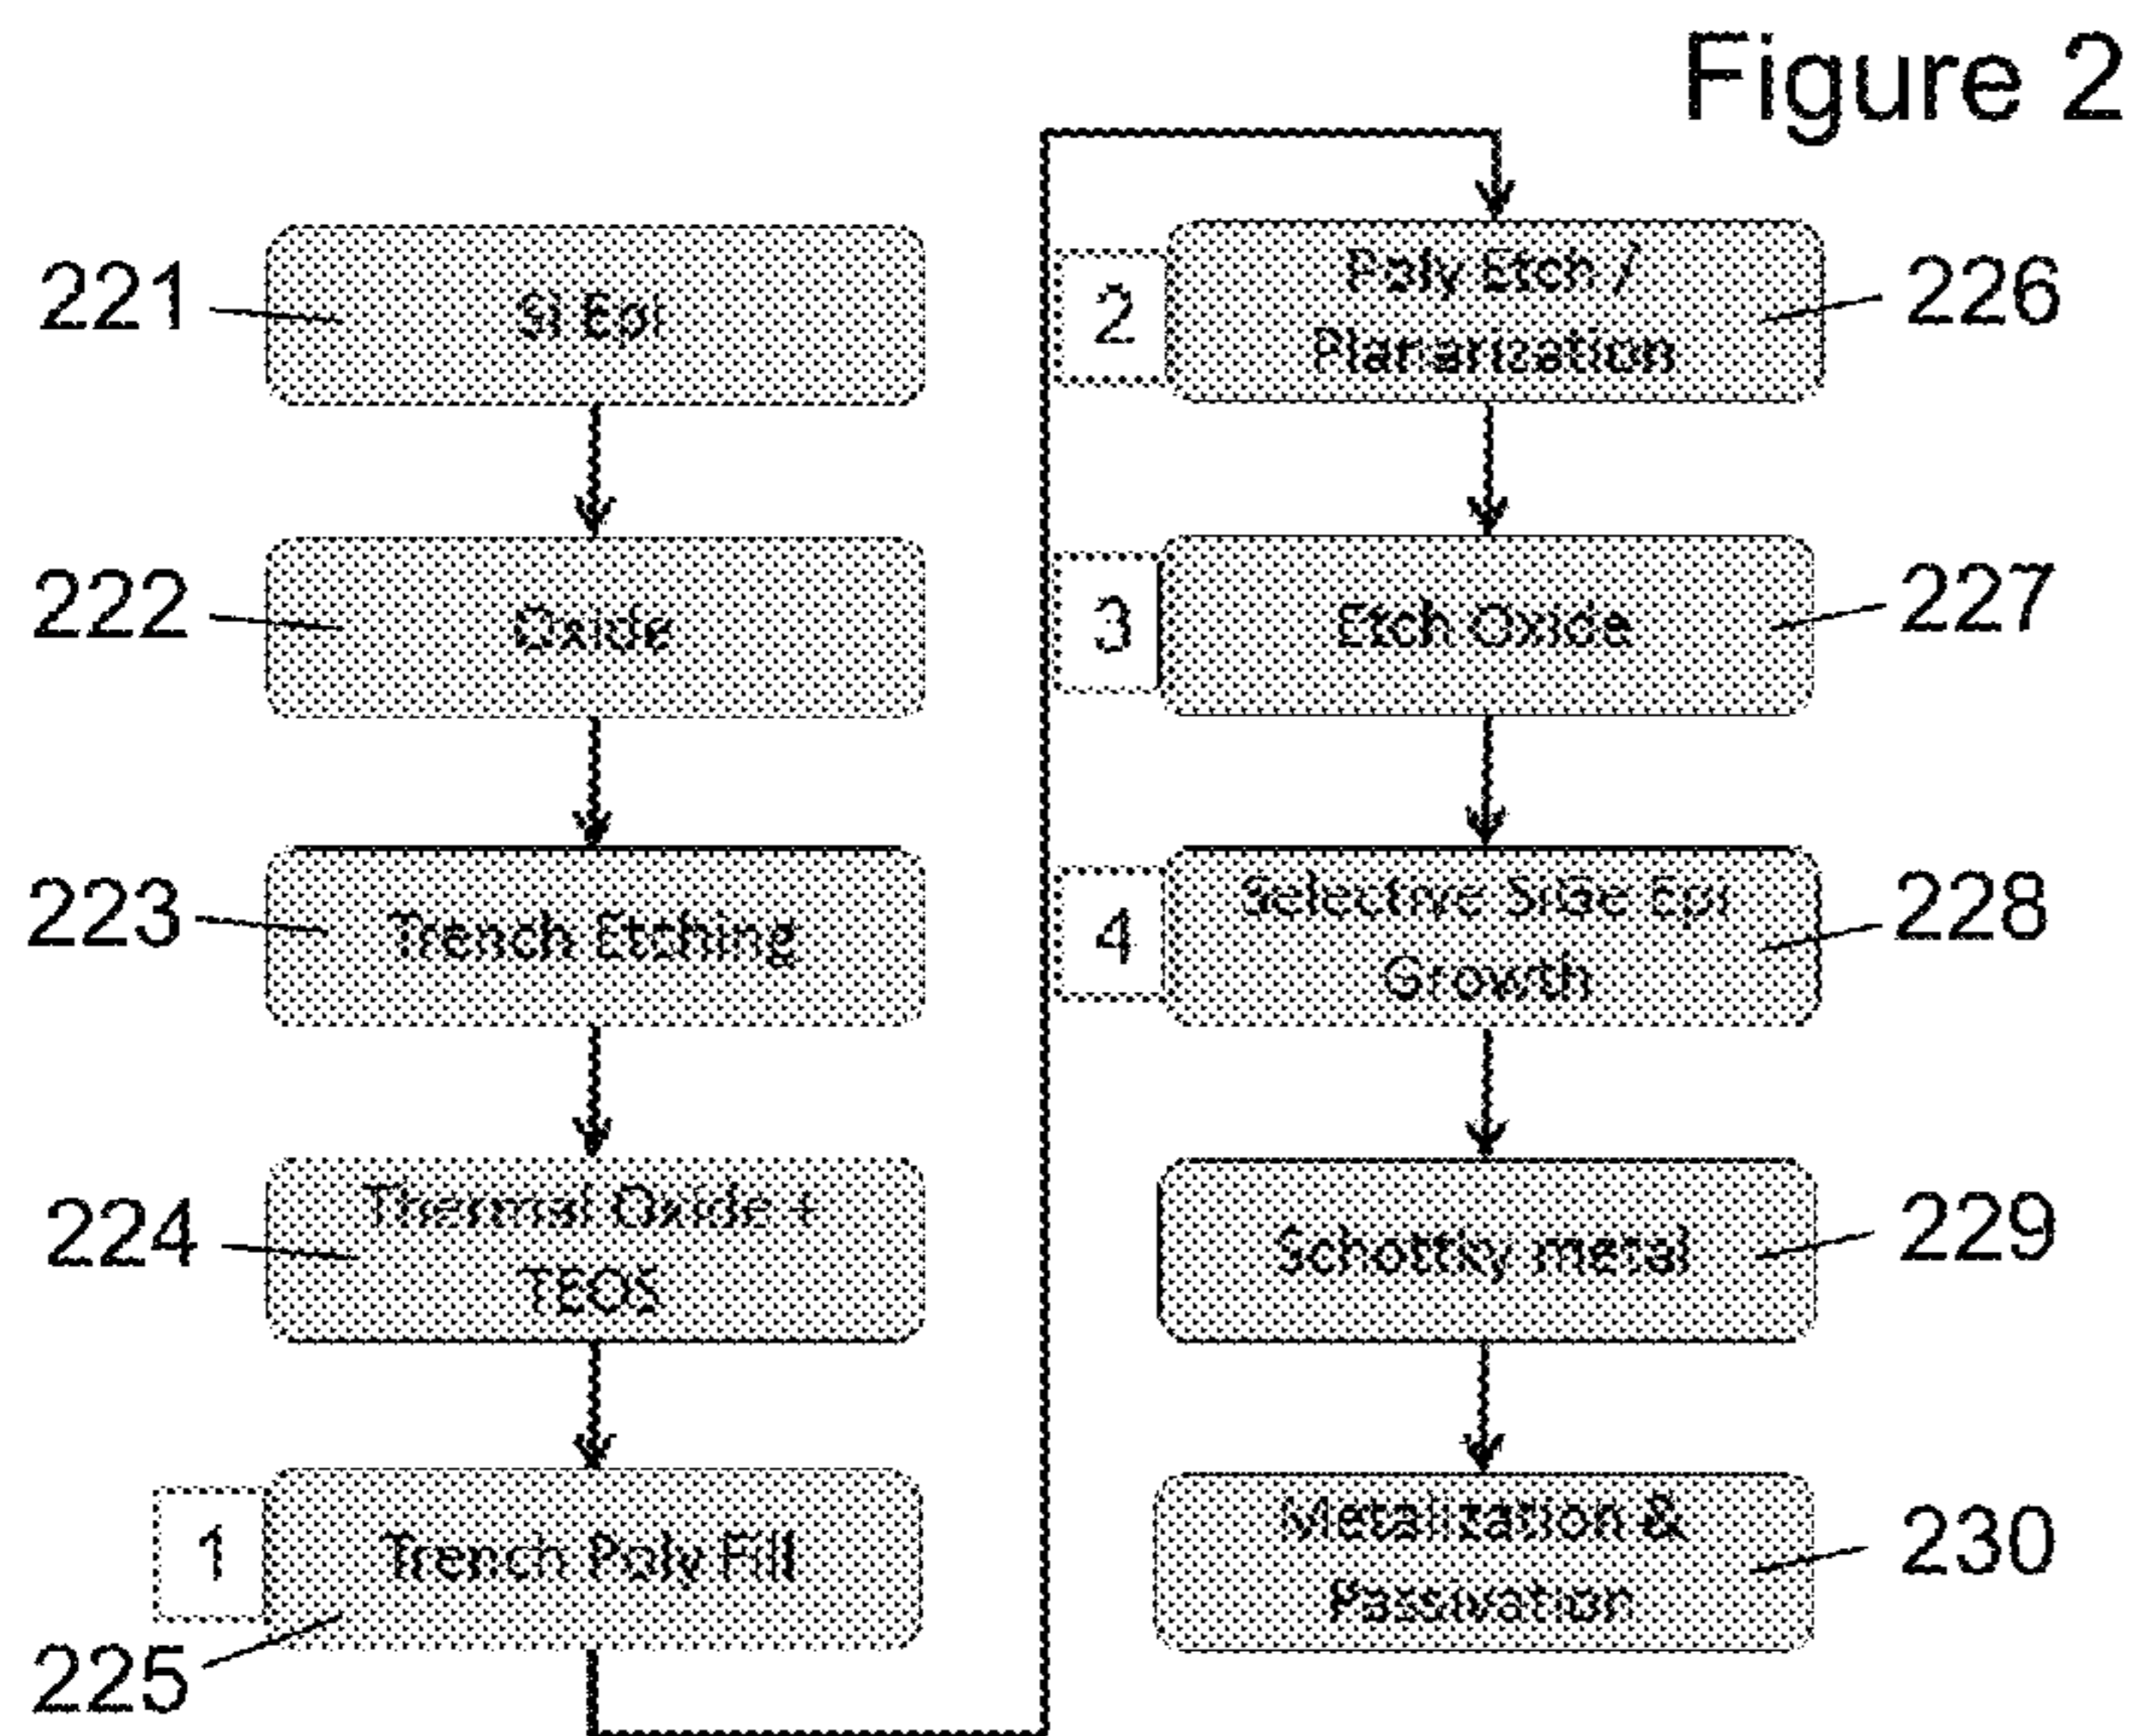 Figure 2
221
Si Epi
222
Oxide
223
Trench Etching
224
Thermal Oxide +
TEOS
1
Trench Poly Fill
225
2
Poly Etch /
Planarization
226
3
Etch Oxide
227
4
Selective SiGe Epi
Growth
228
Schottky metal
229
Metalization &
Passivation
230